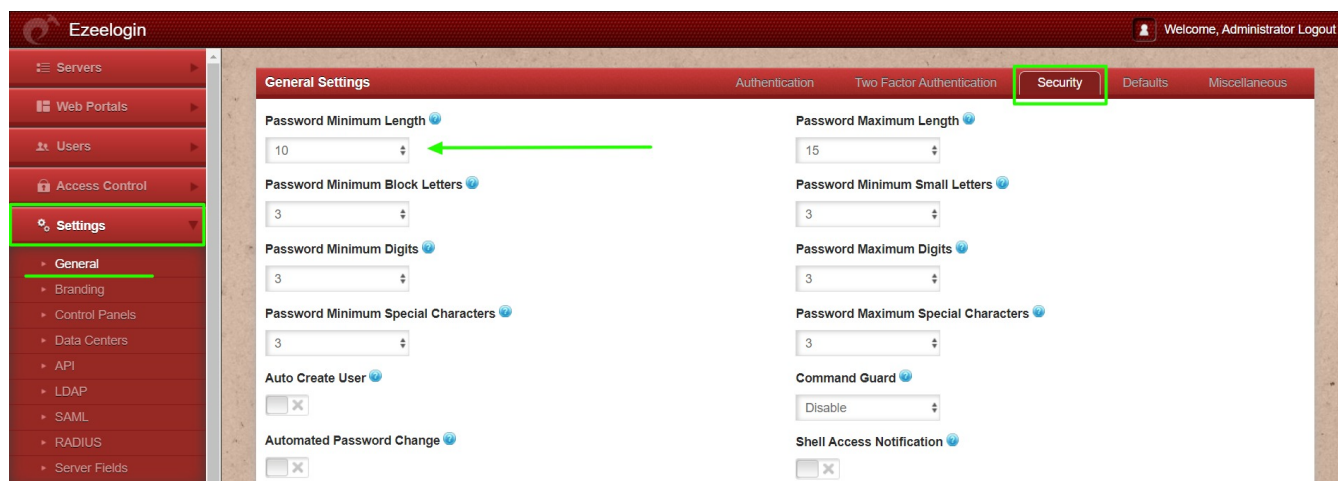 Ezeelogin
Welcome, Administrator Logout
Servers
Web Portals
Users
Access Control
Settings
General
Branding
Control Panels
Data Centers
API
LDAP
SAML
RADIUS
Server Fields
General Settings
Authentication
Two Factor Authentication
Security
Defaults
Miscellaneous
Password Minimum Length
10
Password Maximum Length
15
Password Minimum Block Letters
3
Password Minimum Small Letters
3
Password Minimum Digits
3
Password Maximum Digits
3
Password Minimum Special Characters
3
Password Maximum Special Characters
3
Auto Create User
Command Guard
Disable
Automated Password Change
Shell Access Notification